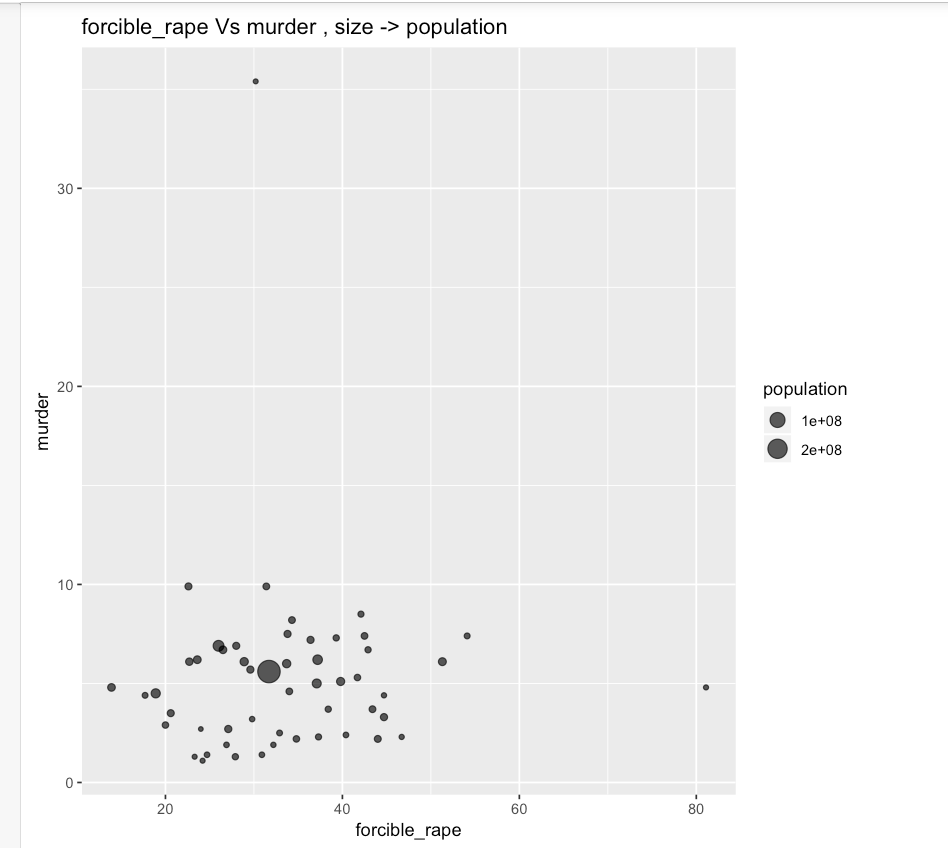 forcible_rape Vs murder , size -> population
30
20
10
0
murder
20 40 60 80
forcible_rape
population
1e+08
2e+08